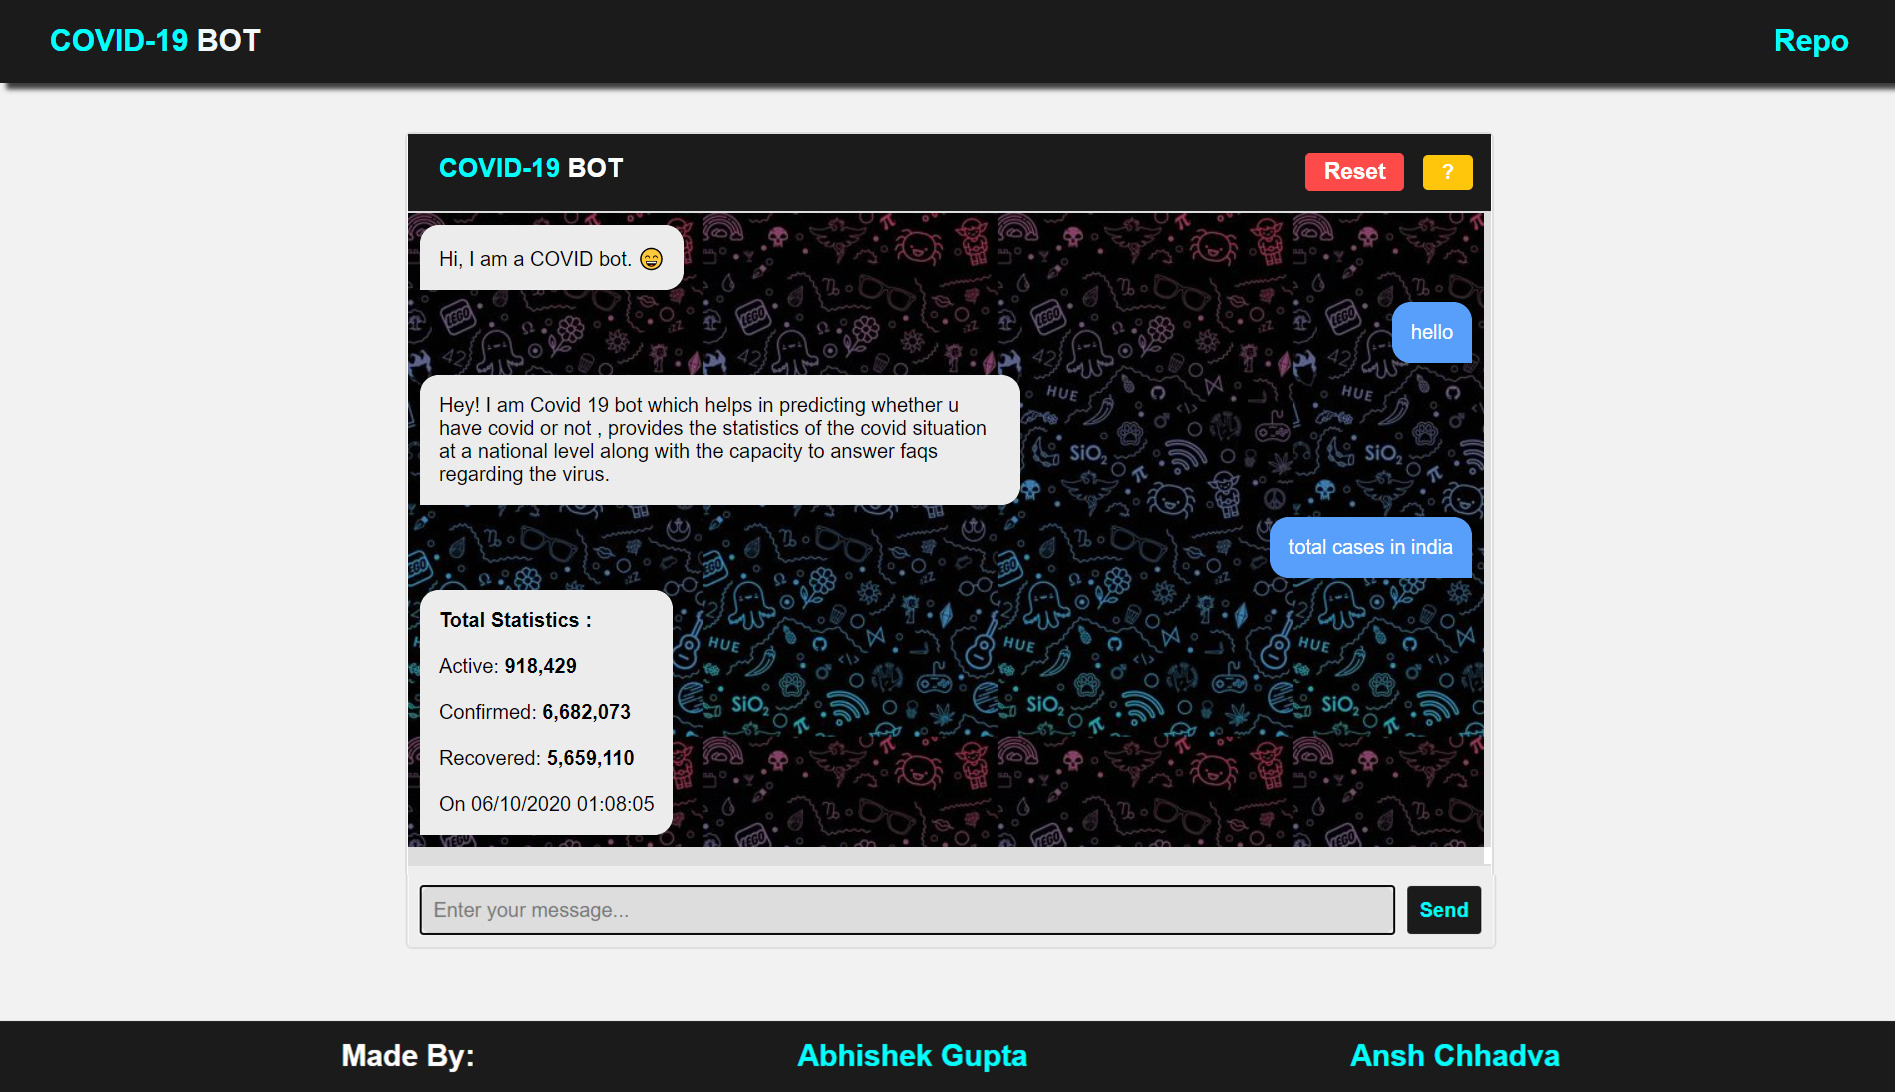 COVID-19 BOT
Repo
COVID-19 BOT
Reset
?
Hi, I am a COVID bot. 😄
hello
Hey! I am Covid 19 bot which helps in predicting whether u
have covid or not , provides the statistics of the covid situation
at a national level along with the capacity to answer faqs
regarding the virus.
total cases in india
Total Statistics :
Active: 918,429
Confirmed: 6,682,073
Recovered: 5,659,110
On 06/10/2020 01:08:05
LEGO
42
HUE
SiO₂
Enter your message...
Send
Made By:
Abhishek Gupta
Ansh Chhadva